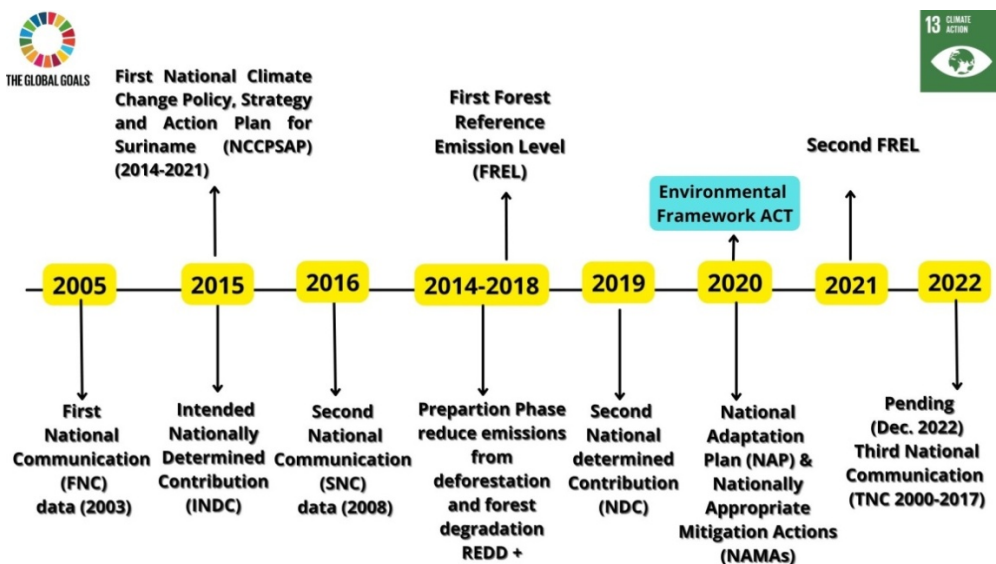 THE GLOBAL GOALS
13 CLIMATE
ACTION
First National Climate
Change Policy, Strategy
and Action Plan for
Suriname (NCCPSAP)
(2014-2021)
First Forest
Reference
Emission Level
(FREL)
Environmental
Framework ACT
Second FREL
2005
2015
2016
2014-2018
2019
2020
2021
2022
First
National
Communication
(FNC)
data (2003)
Intended
Nationally
Determined
Contribution
(INDC)
Second
National
Communication
(SNC)
data (2008)
Prepartion Phase
reduce emissions
from
deforestation
and forest
degradation
REDD +
Second
National
determined
Contribution
(NDC)
National
Adaptation
Plan (NAP) &
Nationally
Appropriate
Mitigation Actions
(NAMAs)
Pending
(Dec. 2022)
Third National
Communication
(TNC 2000-2017)